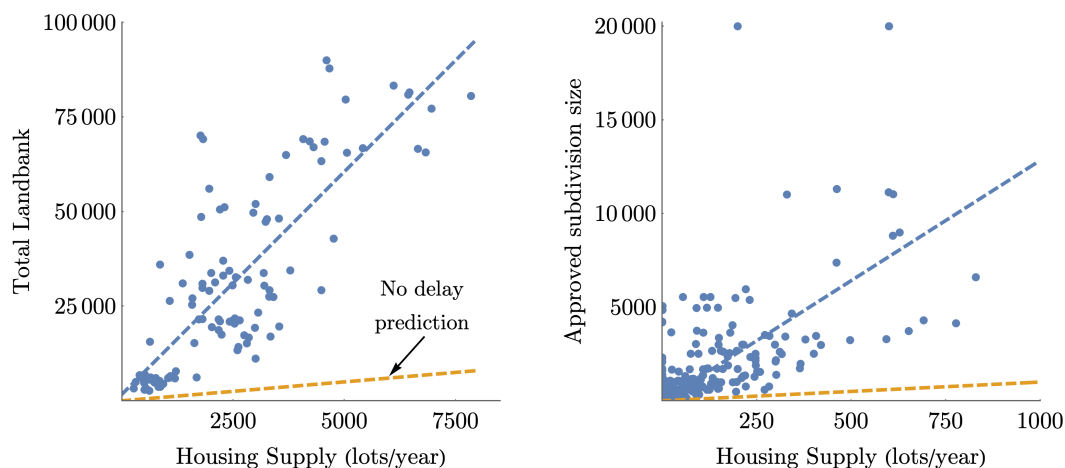 100 000
75 000
50 000
25 000
2500
5000
7500
Total Landbank
Housing Supply (lots/year)
No delay
prediction
20 000
15 000
10 000
5000
250
500
750
1000
Approved subdivision size
Housing Supply (lots/year)